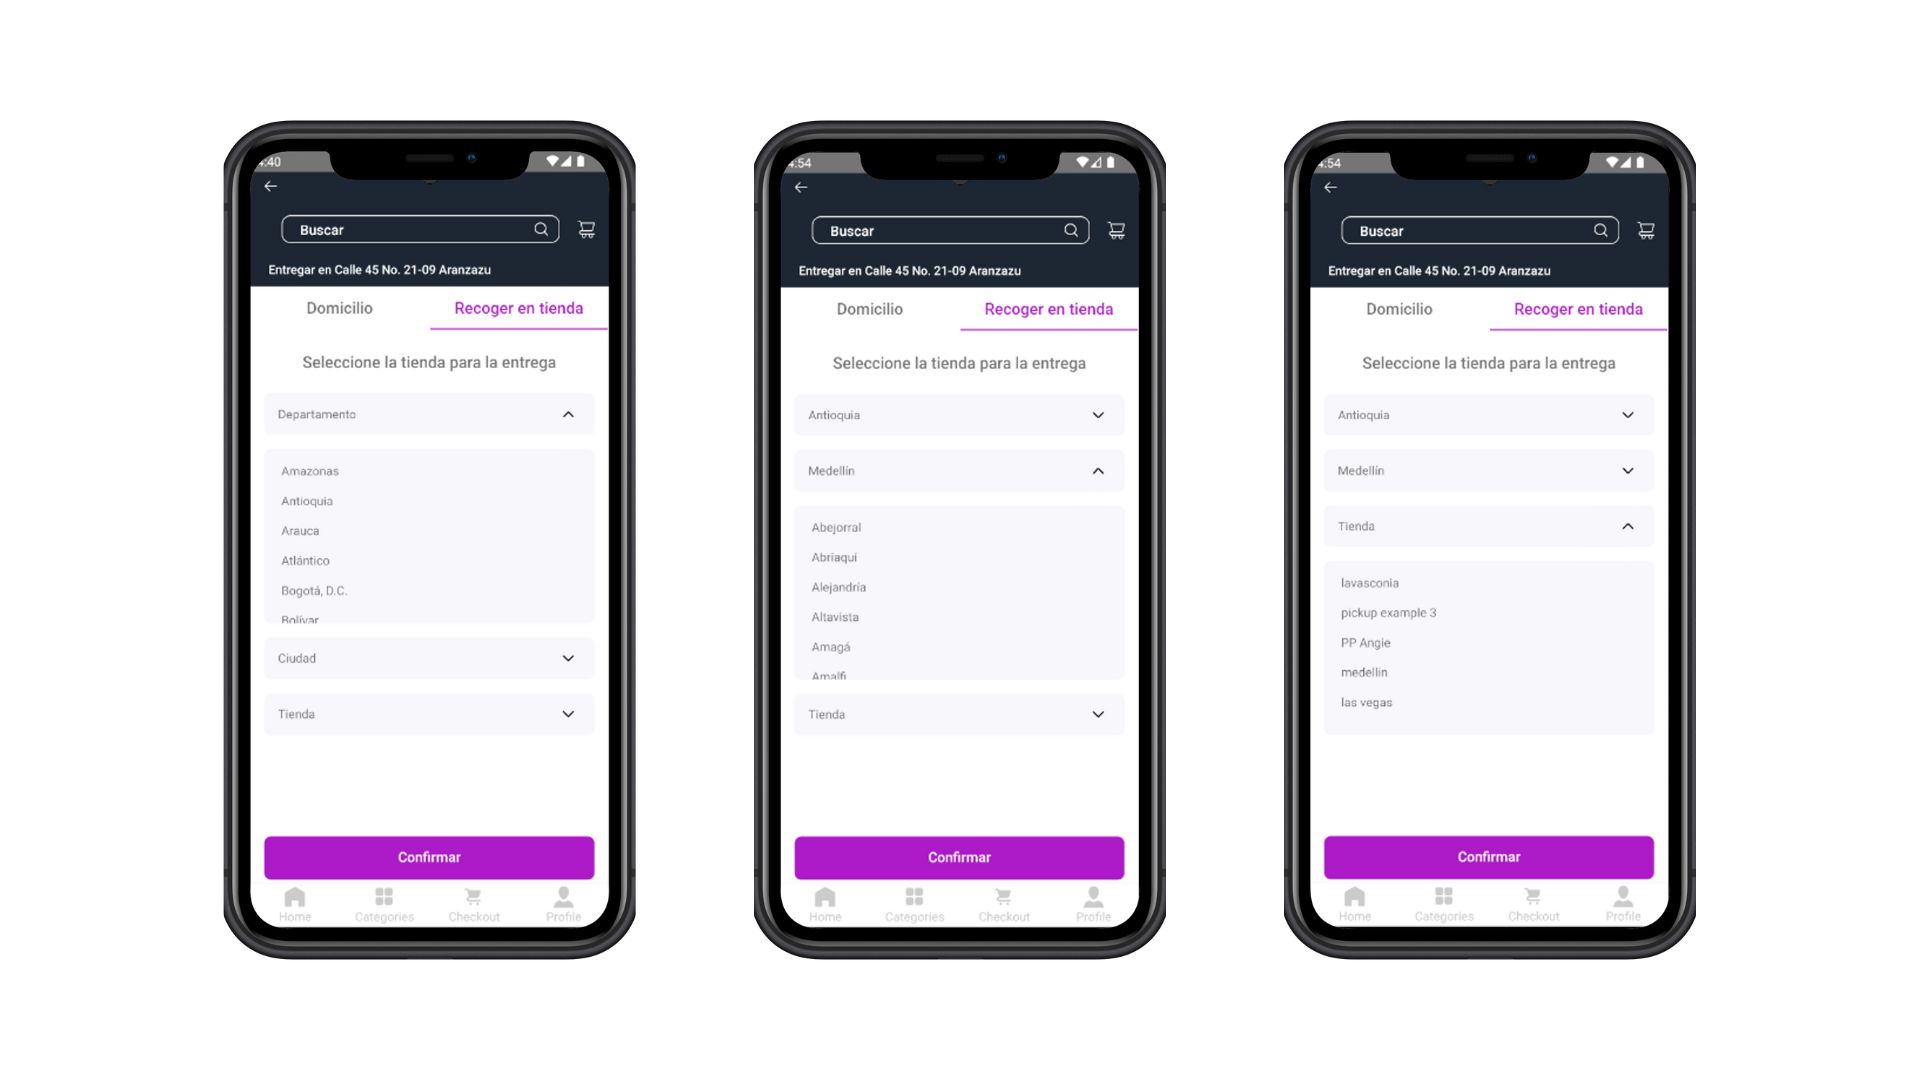 4:40
Buscar
Entregar en Calle 45 No. 21-09 Aranzazu
Domicilio Recoger en tienda
Seleccione la tienda para la entrega
Departamento
Amazonas
Antioquia
Arauca
Atlántico
Bogotá, D.C.
Bolívar
Ciudad
Tienda
Confirmar
Home Categories Checkout Profile
4:54
Buscar
Entregar en Calle 45 No. 21-09 Aranzazu
Domicilio Recoger en tienda
Seleccione la tienda para la entrega
Antioquia
Medellín
Abejorral
Abriaquí
Alejandría
Altavista
Amagá
Amalfi
Tienda
Confirmar
Home Categories Checkout Profile
4:54
Buscar
Entregar en Calle 45 No. 21-09 Aranzazu
Domicilio Recoger en tienda
Seleccione la tienda para la entrega
Antioquia
Medellín
Tienda
lavasconia
pickup example 3
PP Angie
medellin
las vegas
Confirmar
Home Categories Checkout Profile